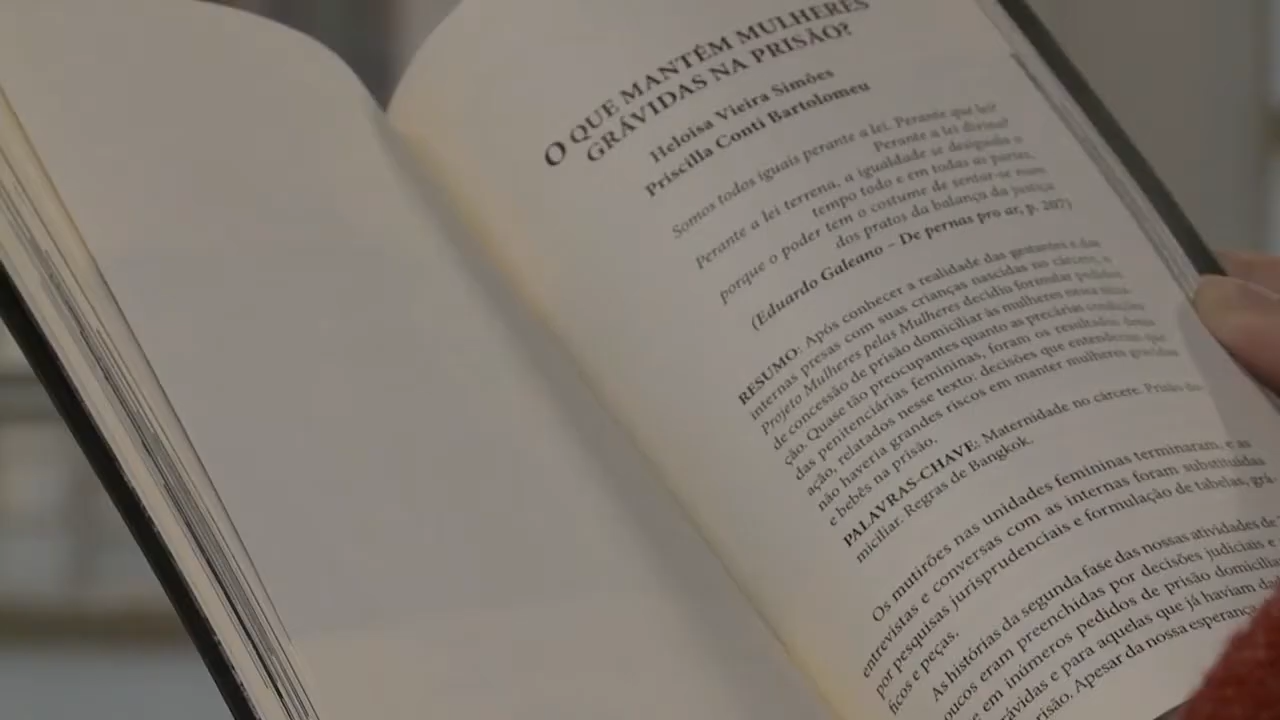 O QUE MANTÉM MULHERES
GRÁVIDAS NA PRISÃO?
Heloisa Vieira Simões
Priscilla Conti Bartolomeu
Somos todos iguais perante a lei. Perante que lei?
Perante a lei divina?
Perante a lei terrena, a igualdade se desiguala o
tempo todo e em todas as partes,
porque o poder tem o costume de sentar-se num
dos pratos da balança da justiça
(Eduardo Galeano – De pernas pro ar, p. 207)
RESUMO: Após conhecer a realidade das gestantes e das
internas presas com suas crianças nascidas no cárcere, o
Projeto Mulheres pelas Mulheres decidiu formular pedidos
de concessão de prisão domiciliar às mulheres nessa
ção. Quase tão preocupantes quanto as precárias condições
das penitenciárias femininas, foram os resultados dessa
ação, relatados nesse texto: decisões que entenderam que
não haveria grandes riscos em manter mulheres grávidas
e bebês na prisão.
PALAVRAS-CHAVE: Maternidade no cárcere. Prisão do-
miciliar. Regras de Bangkok.
Os mutirões nas unidades femininas terminaram, e as
entrevistas e conversas com as internas foram substituídas
por pesquisas jurisprudenciais e formulação de tabelas, grá-
ficos e peças.
As histórias da segunda fase das nossas atividades de
oucos eram preenchidas por decisões judiciais e
e em inúmeros pedidos de prisão domicilia
rávidas e para aquelas que já haviam da
risão. Apesar da nossa esperança